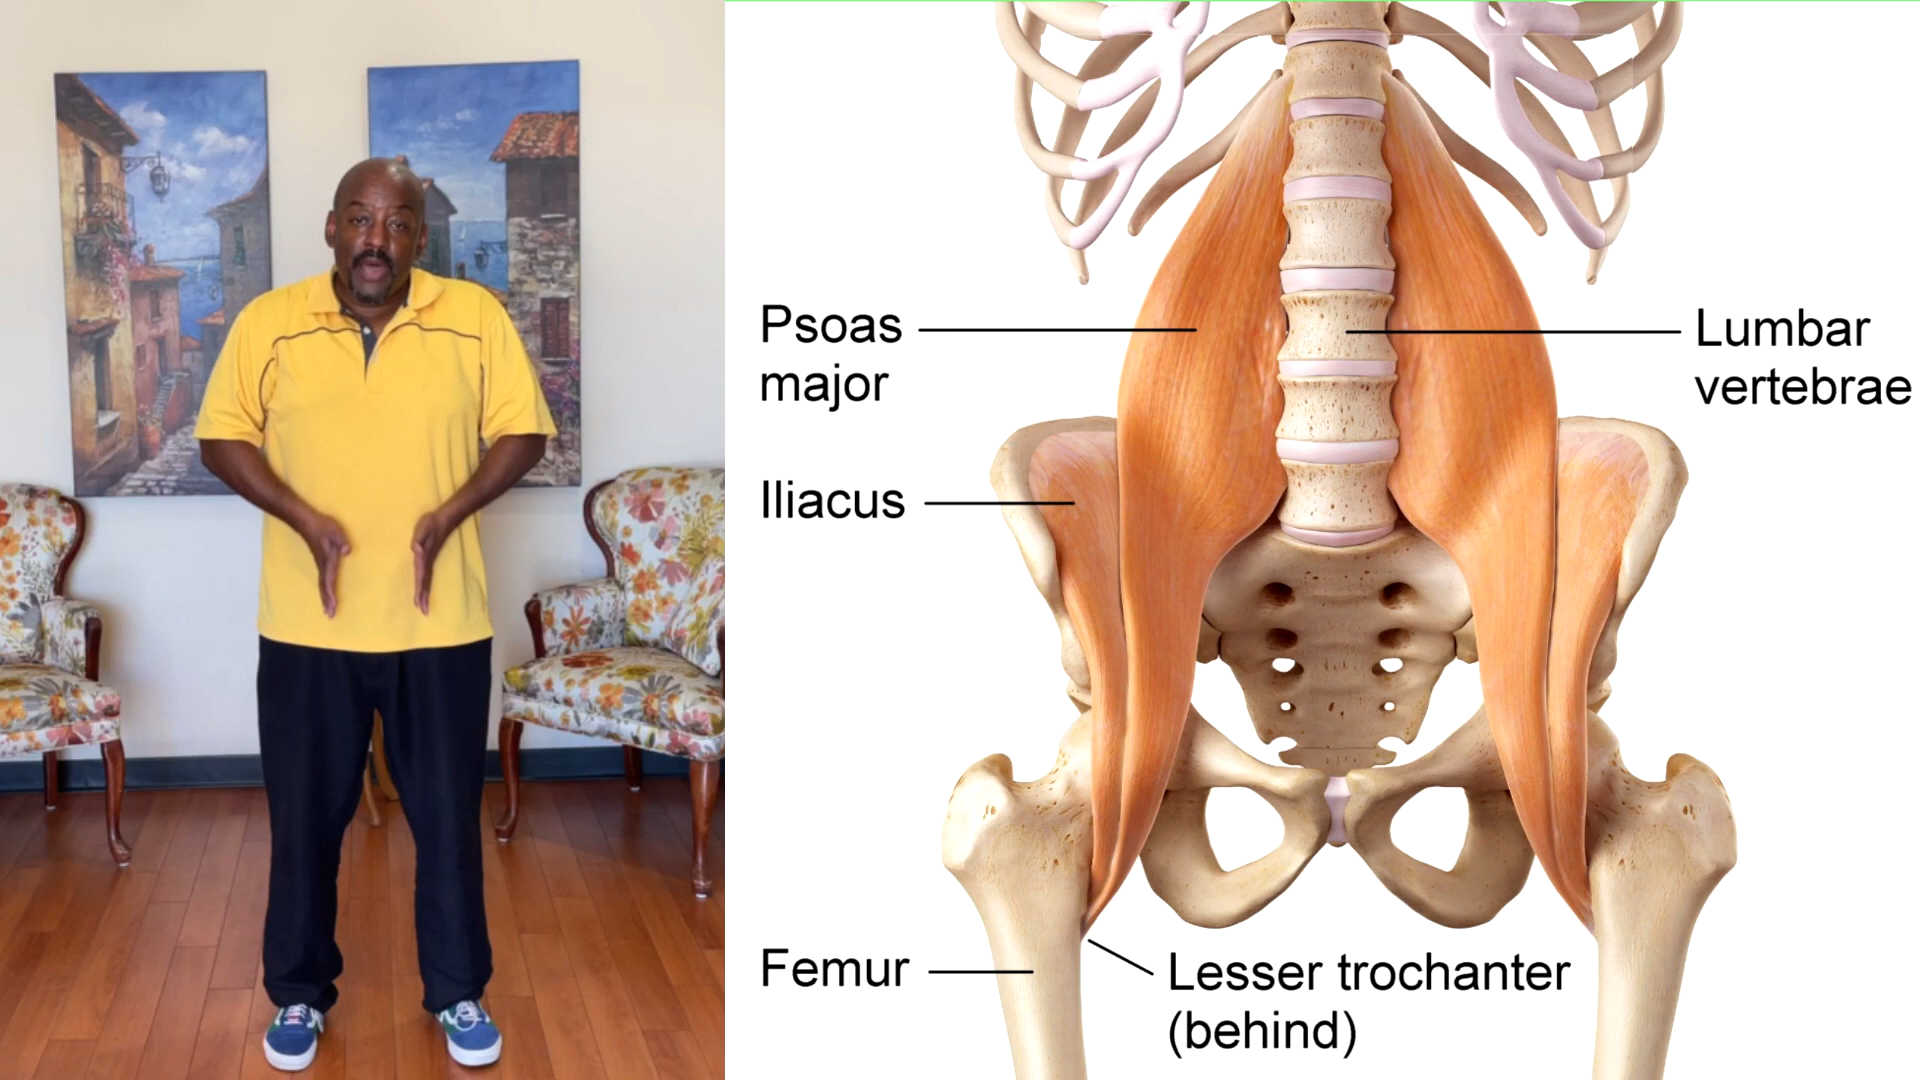 Psoas
major
Lumbar
vertebrae
Iliacus
Femur
Lesser trochanter
(behind)